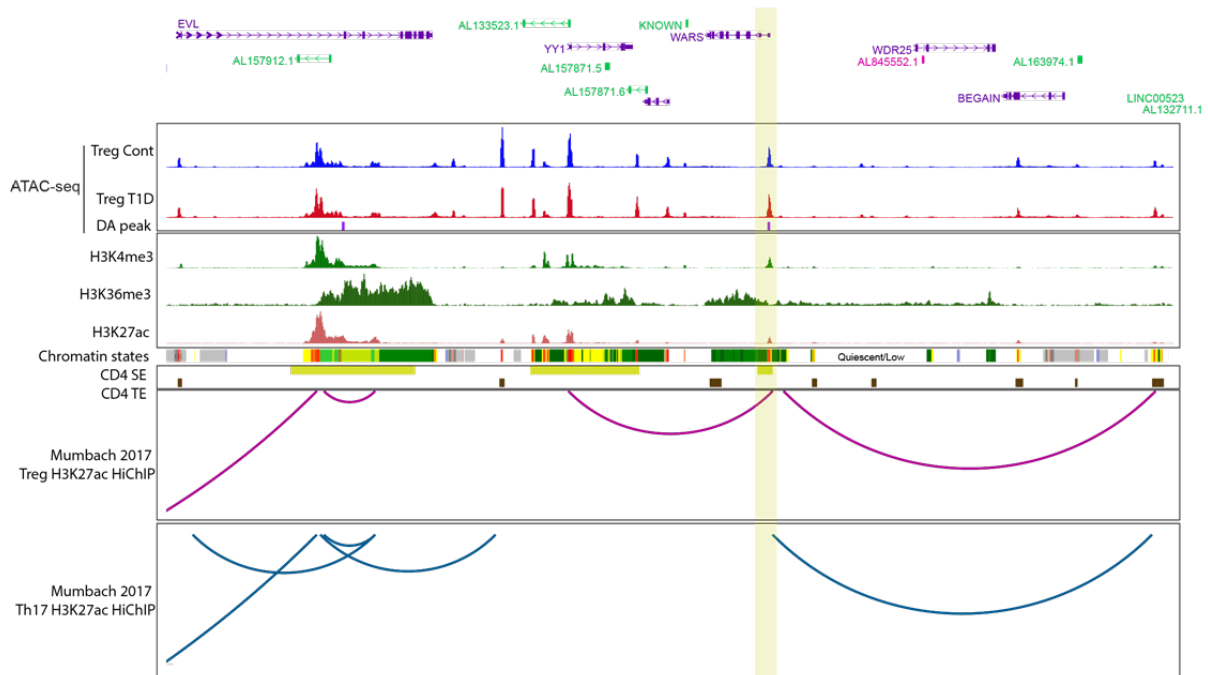 EVL
AL133523.1
KNOWN
WARS
YY1
WDR25
AL157912.1
AL845552.1
AL163974.1
AL157871.5
AL157871.6
BEGAIN
LINC00523
AL132711.1
ATAC-seq
Treg Cont
Treg T1D
DA peak
H3K4me3
H3K36me3
H3K27ac
Chromatin states
Quiescent/Low
CD4 SE
CD4 TE
Mumbach 2017
Treg H3K27ac HiChIP
Mumbach 2017
Th17 H3K27ac HiChIP